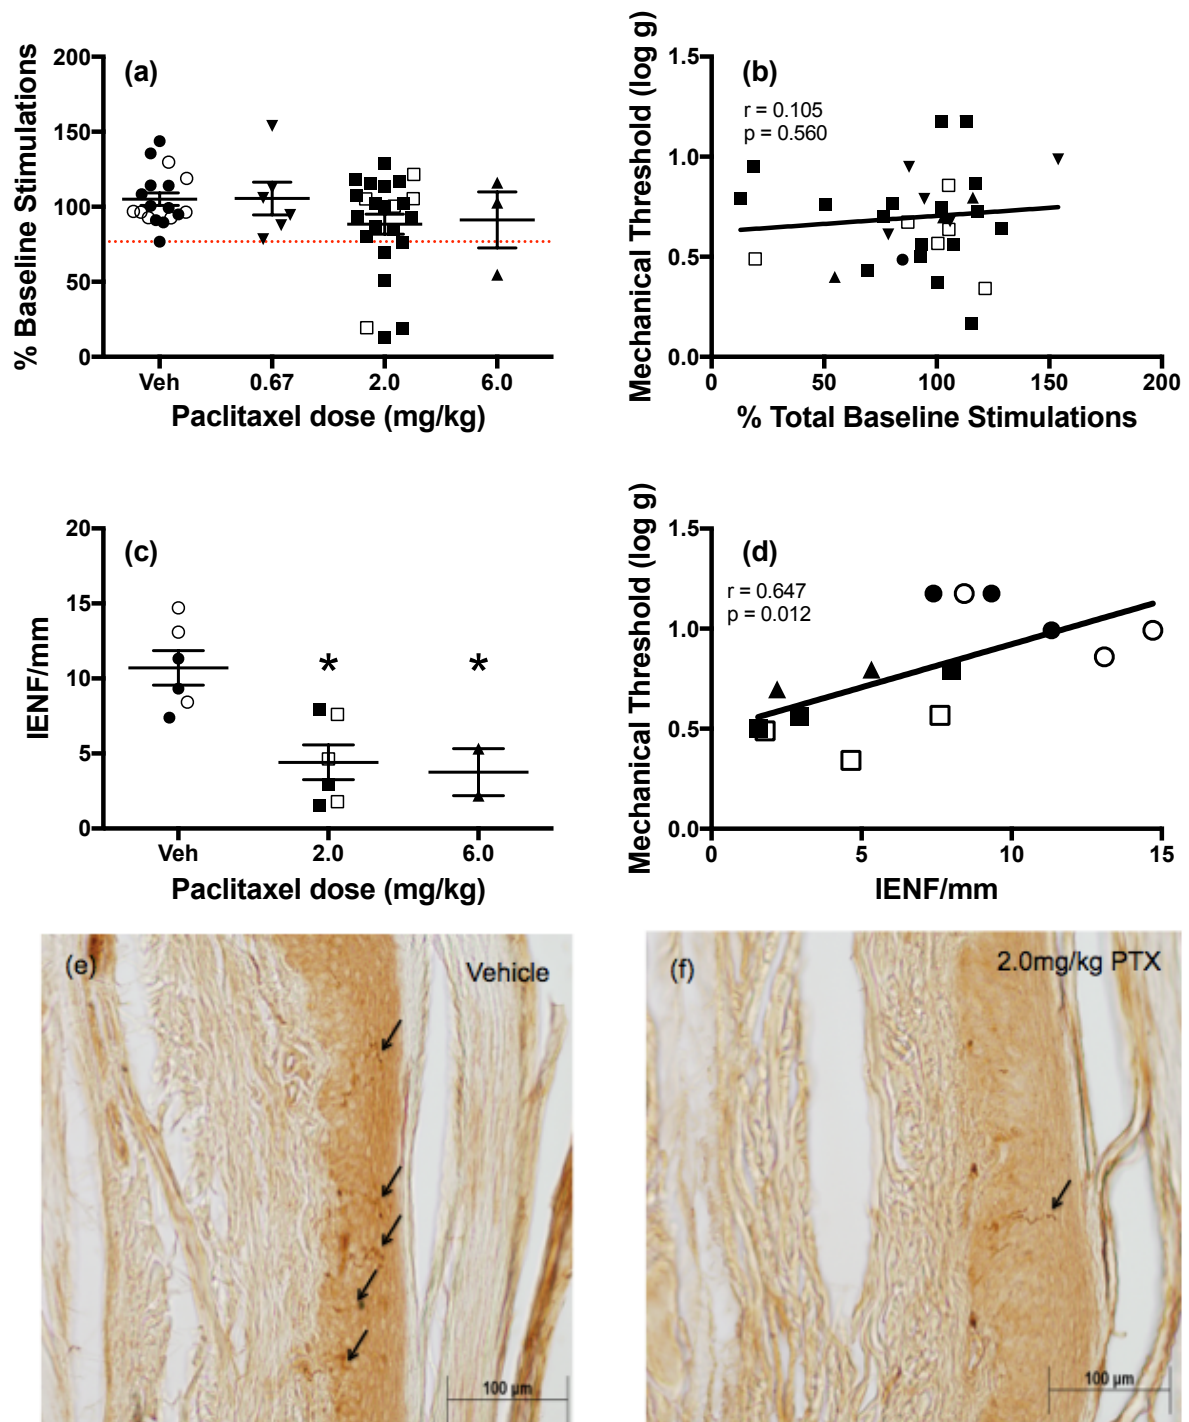 (a)
% Baseline Stimulations
200
150
100
50
0
Veh 0.67 2.0 6.0
Paclitaxel dose (mg/kg)
(b)
r = 0.105
p = 0.560
Mechanical Threshold (log g)
1.5
1.0
0.5
0.0
0 50 100 150 200
% Total Baseline Stimulations
(c)
IENF/mm
20
15
10
5
0
* *
Veh 2.0 6.0
Paclitaxel dose (mg/kg)
(d)
r = 0.647
p = 0.012
Mechanical Threshold (log g)
1.5
1.0
0.5
0.0
0 5 10 15
IENF/mm
(e)
Vehicle
100 µm
(f)
2.0mg/kg PTX
100 µm